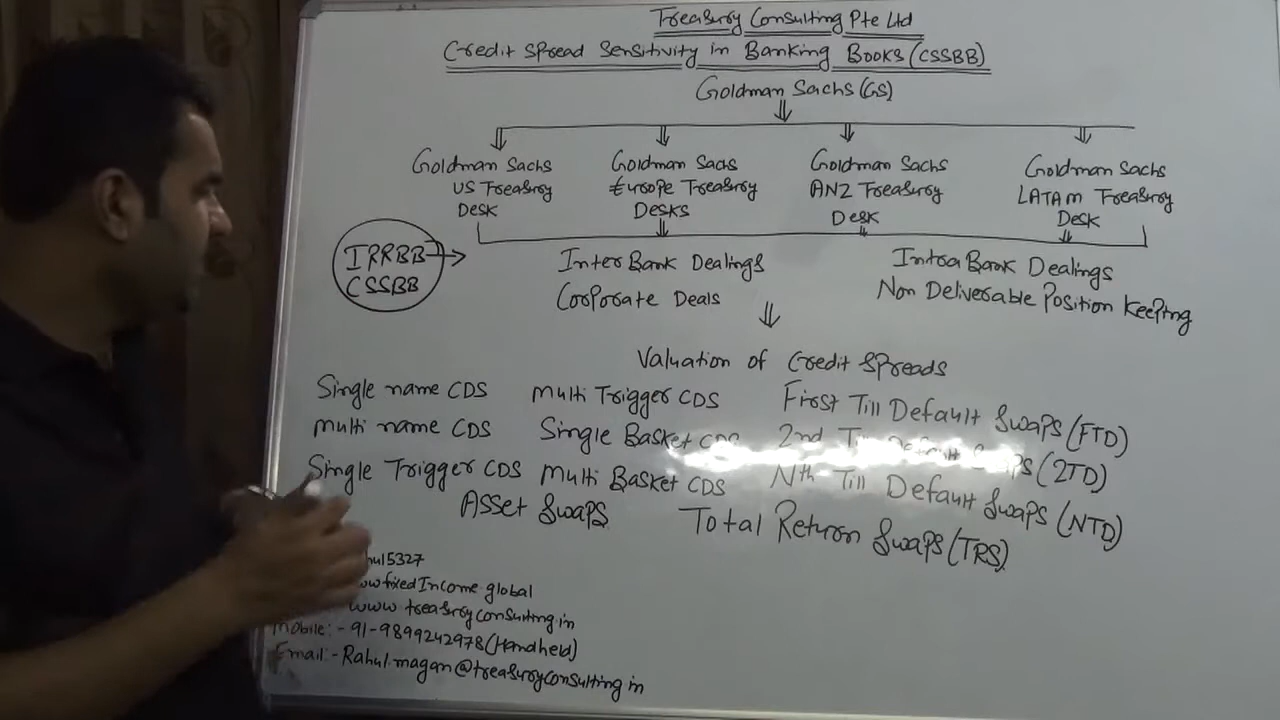 Treasury Consulting Pte Ltd
Credit Spread Sensitivity in Banking Books (CSSBB)
Goldman Sachs (GS)
Goldman Sachs
US Treasury
Desk
Goldman Sachs
Europe Treasury
Desks
Goldman Sachs
ANZ Treasury
Desk
Goldman Sachs
LATAM Treasury
Desk
IRRBB
CSSBB
Inter Bank Dealings
Corporate Deals
Intra Bank Dealings
Non Deliverable Position Keeping
Valuation of Credit Spreads
Single name CDS
Multi Trigger CDS
First Till Default Swaps (FTD)
multi name CDS
Single Basket CDS
2nd Till Default Swaps (2TD)
Single Trigger CDS
Multi Basket CDS
Nth Till Default Swaps (NTD)
Asset Swaps
Total Return Swaps (TRS)
hul5327
fixedIncome global
www treasuryconsulting.in
Mobile:- 91-9899242978 (Handheld)
Email:- Rahul.magan@treasuryconsulting.in